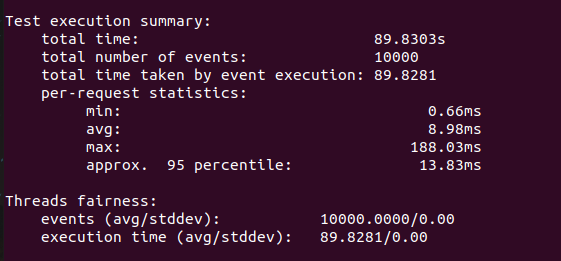 Test execution summary:
    total time:                          89.8303s
    total number of events:              10000
    total time taken by event execution: 89.8281
    per-request statistics:
         min:                                  0.66ms
         avg:                                  8.98ms
         max:                                188.03ms
         approx.  95 percentile:              13.83ms
Threads fairness:
    events (avg/stddev):           10000.0000/0.00
    execution time (avg/stddev):   89.8281/0.00